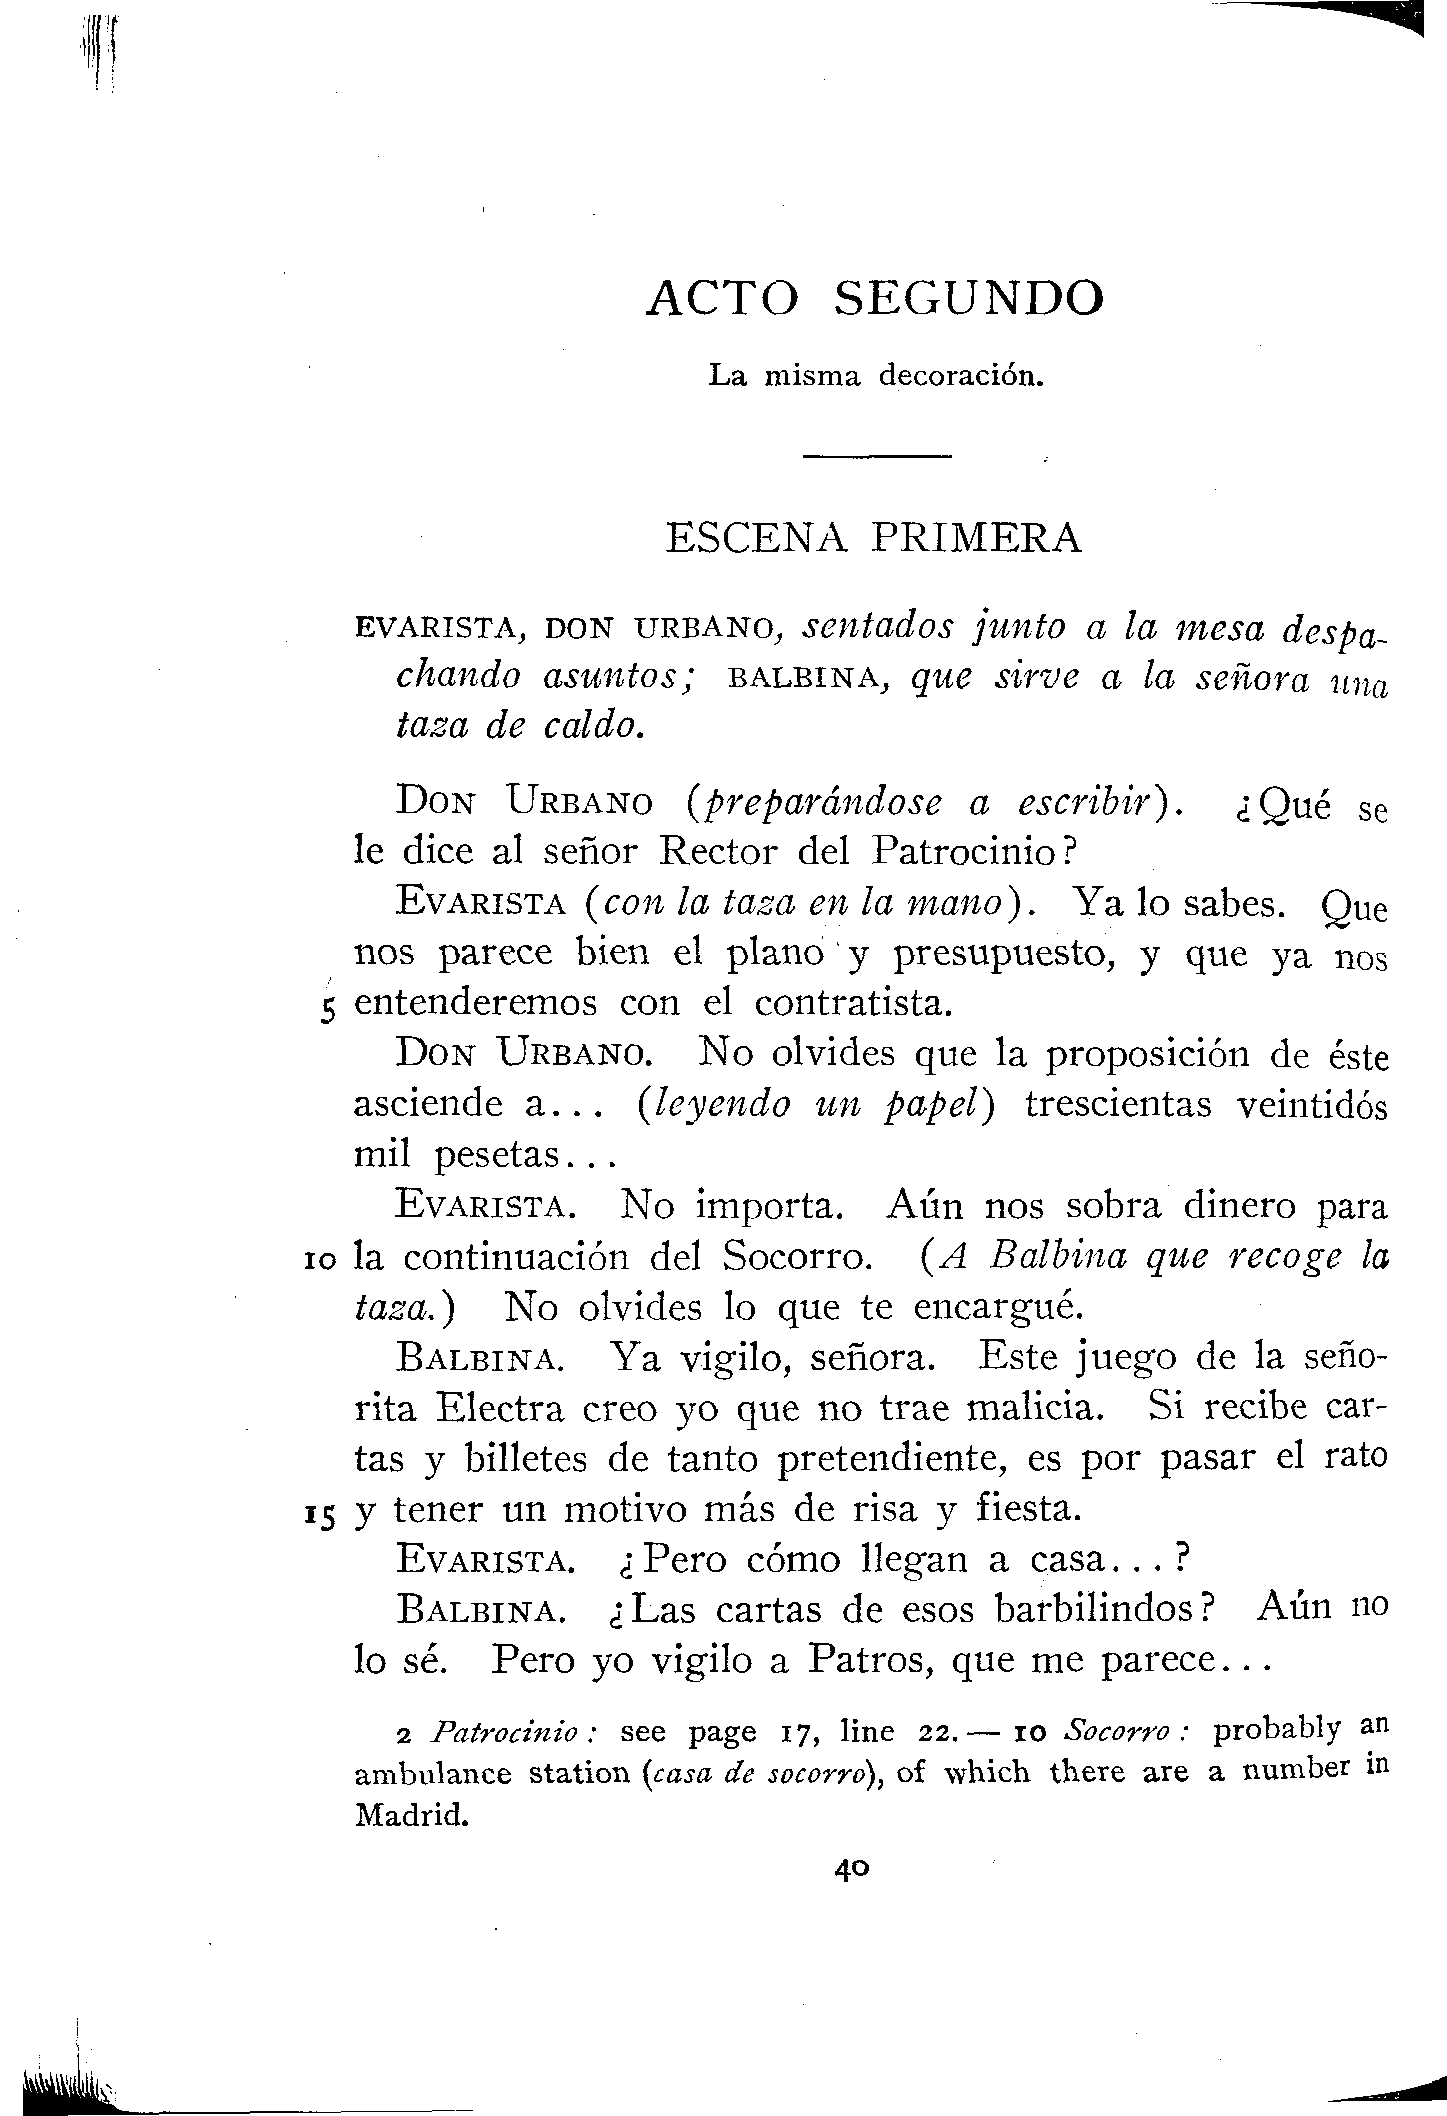 ACTO SEGUNDO
La misma decoración.
ESCENA PRIMERA
EVARISTA, DON URBANO, sentados junto a la mesa despa-
chando asuntos; BALBINA, que sirve a la señora una
taza de caldo.
DON URBANO (preparándose a escribir). ¿Qué se
le dice al señor Rector del Patrocinio?
EVARISTA (con la taza en la mano). Ya lo sabes. Que
nos parece bien el plano y presupuesto, y que ya nos
5 entenderemos con el contratista.
DON URBANO. No olvides que la proposición de éste
asciende a... (leyendo un papel) trescientas veintidós
mil pesetas...
EVARISTA. No importa. Aún nos sobra dinero para
10 la continuación del Socorro. (A Balbina que recoge la
taza.) No olvides lo que te encargué.
BALBINA. Ya vigilo, señora. Este juego de la seño-
rita Electra creo yo que no trae malicia. Si recibe car-
tas y billetes de tanto pretendiente, es por pasar el rato
15 y tener un motivo más de risa y fiesta.
EVARISTA. ¿Pero cómo llegan a casa...?
BALBINA. ¿Las cartas de esos barbilindos? Aún no
lo sé. Pero yo vigilo a Patros, que me parece...
2 Patrocinio: see page 17, line 22.— 10 Socorro: probably an
ambulance station (casa de socorro), of which there are a number in
Madrid.
40